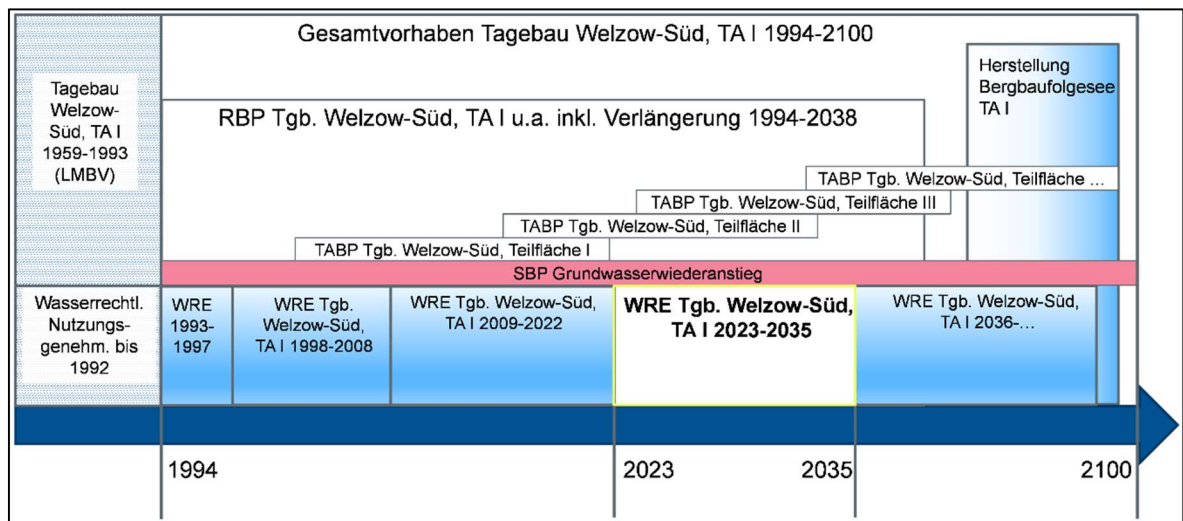 Gesamtvorhaben Tagebau Welzow-Süd, TA I 1994-2100
Tagebau
Welzow-
Süd, TA I
1959-1993
(LMBV)
Herstellung
Bergbaufolgesee
TA I
RBP Tgb. Welzow-Süd, TA I u.a. inkl. Verlängerung 1994-2038
TABP Tgb. Welzow-Süd, Teilfläche ...
TABP Tgb. Welzow-Süd, Teilfläche III
TABP Tgb. Welzow-Süd, Teilfläche II
TABP Tgb. Welzow-Süd, Teilfläche I
SBP Grundwasserwiederanstieg
Wasserrechtl.
Nutzungs-
genehm. bis
1992
WRE
1993-
1997
WRE Tgb.
Welzow-Süd,
TA I 1998-2008
WRE Tgb. Welzow-Süd,
TA I 2009-2022
WRE Tgb. Welzow-Süd,
TA I 2023-2035
WRE Tgb. Welzow-Süd,
TA I 2036-...
1994
2023
2035
2100